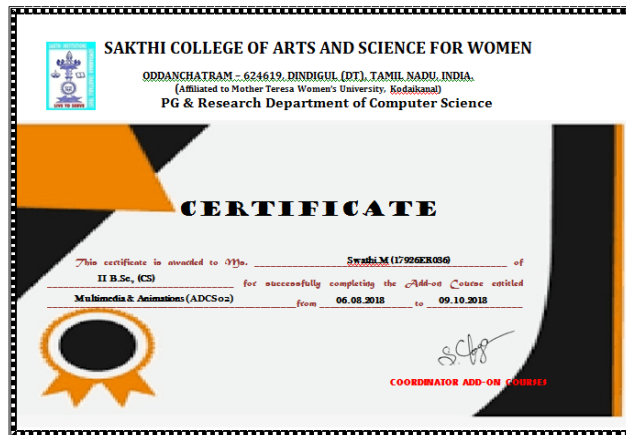 SAKTHI COLLEGE OF ARTS AND SCIENCE FOR WOMEN
ODDANCHATRAM – 624619, DINDIGUL (DT), TAMIL NADU, INDIA.
(Affiliated to Mother Teresa Women's University, Kodaikanal)
PG & Research Department of Computer Science
LIVE TO SERVE
CERTIFICATE
This certificate is awarded to Ms. Swathi.M (17926ER036) of
II B.Sc., (CS) for successfully completing the Add-on Course entitled
Multimedia & Animations (ADCS02) from 06.08.2018 to 09.10.2018
COORDINATOR ADD-ON COURSES